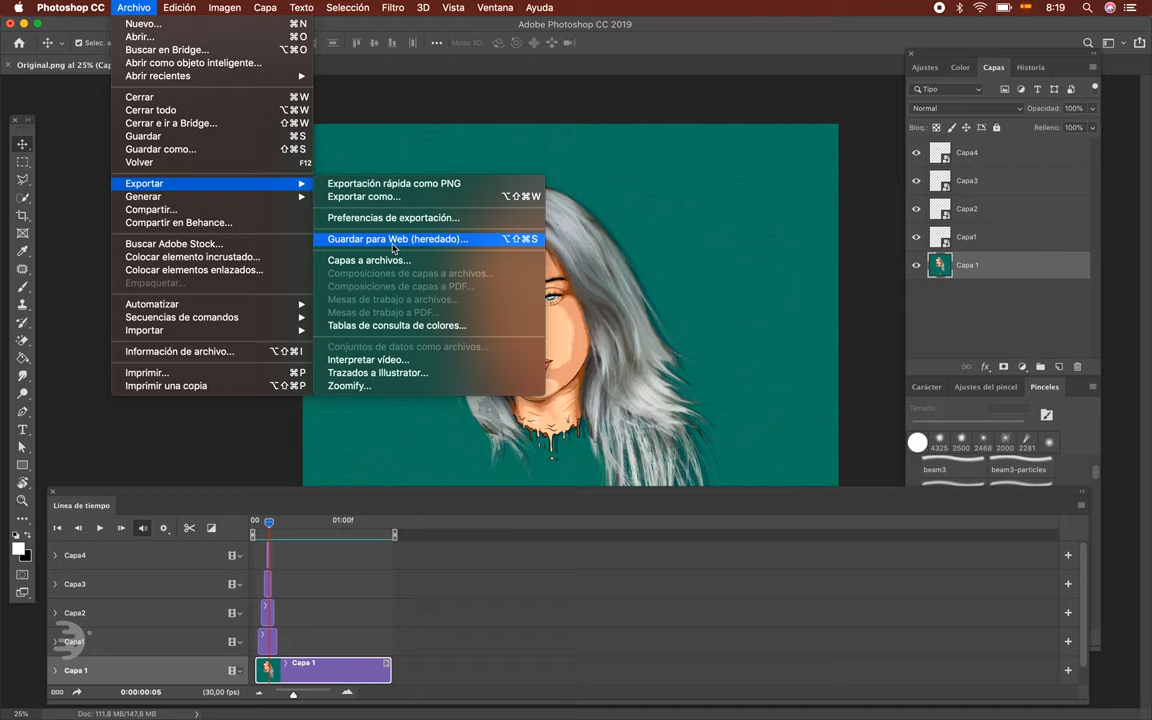 Photoshop CC Archivo Edición Imagen Capa Texto Selección Filtro 3D Vista Ventana Ayuda 8:19
Adobe Photoshop CC 2019
Selec. a
Modo 3D:
Original.png al 25% (Cap
Nuevo... ⌘N
Abrir... ⌘O
Buscar en Bridge... ⌥⌘O
Abrir como objeto inteligente...
Abrir recientes
Cerrar ⌘W
Cerrar todo ⌥⌘W
Cerrar e ir a Bridge... ⇧⌘W
Guardar ⌘S
Guardar como... ⇧⌘S
Volver F12
Exportar
Generar
Compartir...
Compartir en Behance...
Buscar Adobe Stock...
Colocar elemento incrustado...
Colocar elementos enlazados...
Empaquetar...
Automatizar
Secuencias de comandos
Importar
Información de archivo... ⌥⇧⌘I
Imprimir... ⌘P
Imprimir una copia ⌥⇧⌘P
Exportación rápida como PNG
Exportar como... ⌥⇧⌘W
Preferencias de exportación...
Guardar para Web (heredado)... ⌥⇧⌘S
Capas a archivos...
Composiciones de capas a archivos...
Composiciones de capas a PDF...
Mesas de trabajo a archivos...
Mesas de trabajo a PDF...
Tablas de consulta de colores...
Conjuntos de datos como archivos...
Interpretar vídeo...
Trazados a Illustrator...
Zoomify...
Ajustes Color Capas Historia
Tipo
Normal Opacidad: 100%
Bloq.: Relleno: 100%
Capa4
Capa3
Capa2
Capa1
Capa 1
Carácter Ajustes del pincel Pinceles
Tamaño:
4325 2500 2468 2000 2281
beam3 beam3-particles
Línea de tiempo
00 01:00f
Capa4
Capa3
Capa2
Capa1
Capa 1 Capa 1
0:00:00:05 (30,00 fps)
25% Doc: 111,8 MB/147,8 MB